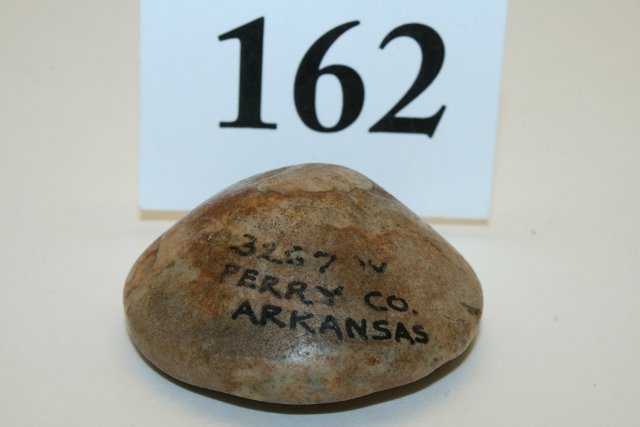 162
3267 W
PERRY CO.
ARKANSAS